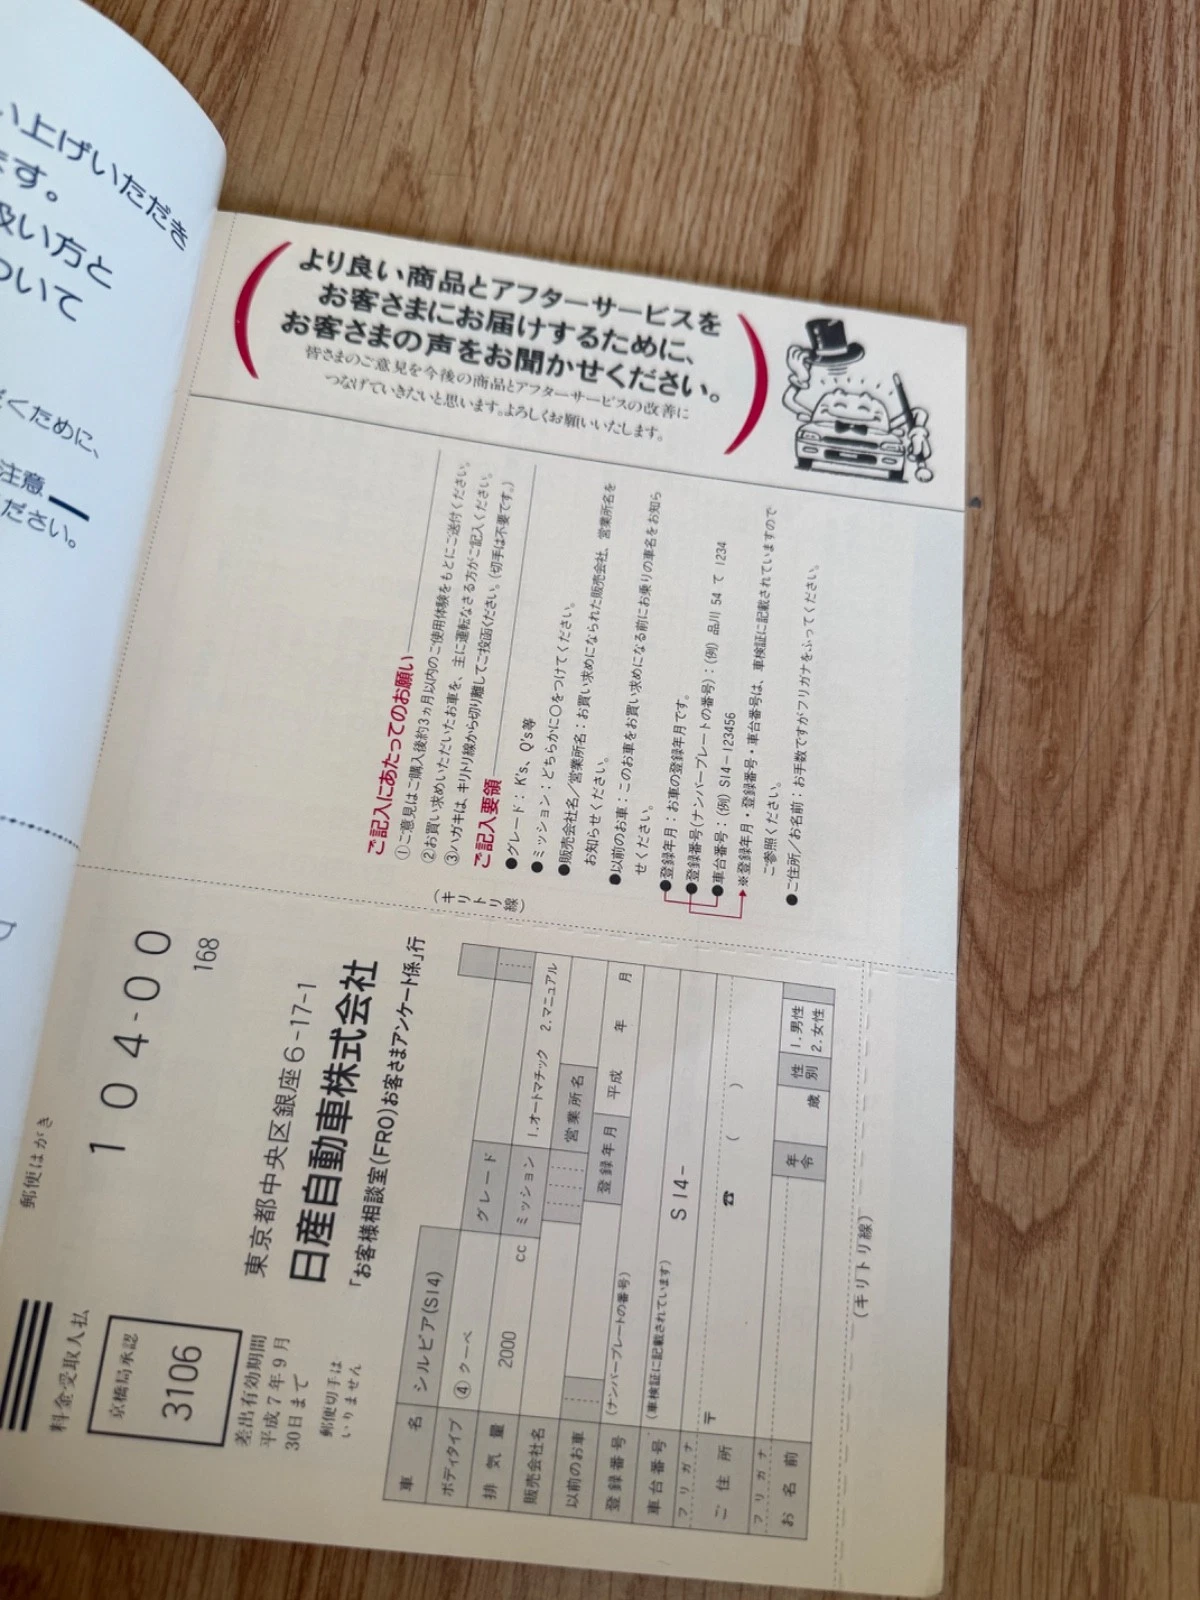 い上げいただき
ます。
扱い方と
ついて
くために、
注意
ださい。
より良い商品とアフターサービスを
お客さまにお届けするために、
お客さまの声をお聞かせください。
皆さまのご意見を今後の商品とアフターサービスの改善に
つなげていきたいと思います。よろしくお願いいたします。
ご記入にあたってのお願い
①ご意見はご購入後約3ヵ月以内のご使用体験をもとにご送付ください。
②お買い求めいただいたお車を、主に運転なさる方がご記入ください。
③ハガキは、キリトリ線から切り離してご投函ください。(切手は不要です。)
ご記入要領
●グレード:K's、Q's等
●ミッション:どちらかに○をつけてください。
●販売会社名/営業所名:お買い求めになられた販売会社、営業所名を
お知らせください。
●以前のお車:このお車をお買い求めになる前にお乗りの車名をお知ら
せください。
●登録年月:お車の登録年月です。
●登録番号(ナンバープレートの番号):(例)品川 54 て 1234
●車台番号:(例)S14-123456
※登録年月・登録番号・車台番号は、車検証に記載されていますので
ご参照ください。
●ご住所/お名前:お手数ですがフリガナをふってください。
(キリトリ線)
郵便はがき
104-00
168
料金受取人払
京橋局承認
3106
差出有効期間
平成7年9月
30日まで
郵便切手は
いりません
東京都中央区銀座6-17-1
日産自動車株式会社
「お客様相談室(FRO)お客さまアンケート係」行
車名 シルビア(S14)
ボディタイプ ④ クーペ グレード
排気量 2000 cc ミッション 1.オートマチック 2.マニュアル
販売会社名 営業所名
以前のお車 登録年月 平成 年 月
登録番号 (ナンバープレートの番号)
車台番号 (車検証に記載されています) S14-
フリガナ
ご住所 〒 ☎ ( )
フリガナ
お名前 年令 歳 性別 1.男性 2.女性
(キリトリ線)